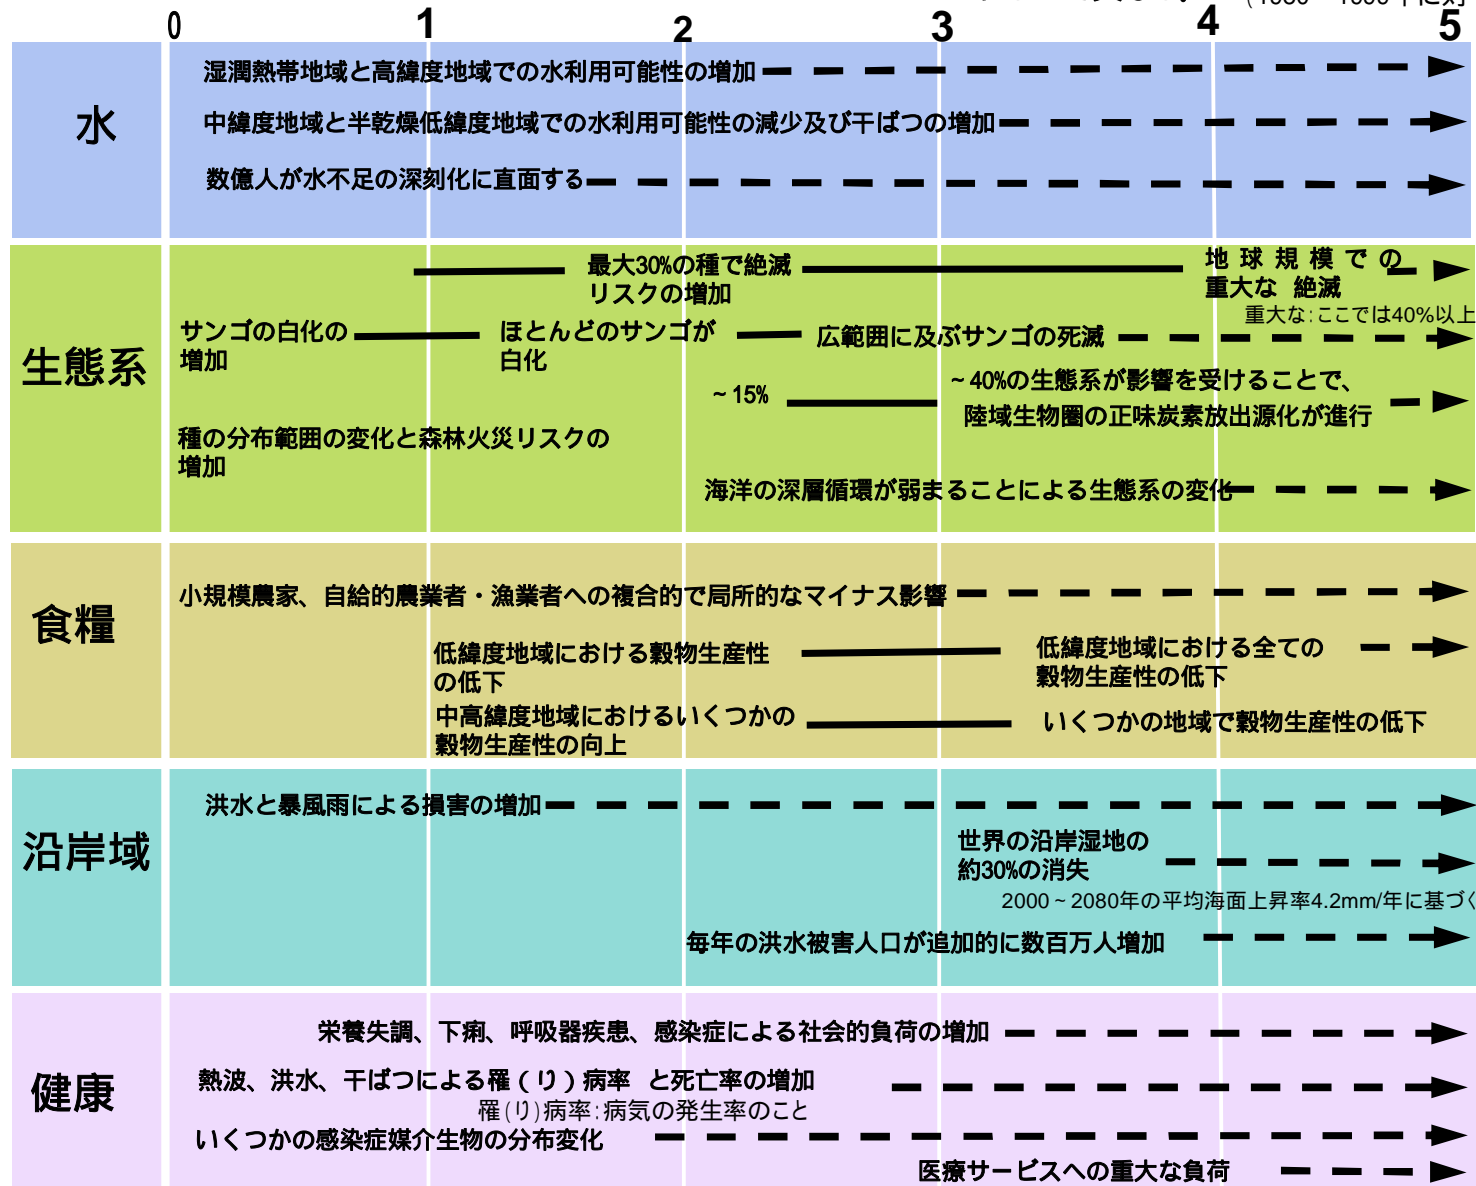 0 1 2 3 4 5
水
湿潤熱帯地域と高緯度地域での水利用可能性の増加
中緯度地域と半乾燥低緯度地域での水利用可能性の減少及び干ばつの増加
数億人が水不足の深刻化に直面する
生態系
最大30%の種で絶滅
リスクの増加
地球規模での
重大な 絶滅
重大な:ここでは40%以上
サンゴの白化の
増加
ほとんどのサンゴが
白化
広範囲に及ぶサンゴの死滅
~15%
~40%の生態系が影響を受けることで、
陸域生物圏の正味炭素放出源化が進行
種の分布範囲の変化と森林火災リスクの
増加
海洋の深層循環が弱まることによる生態系の変化
食糧
小規模農家、自給的農業者・漁業者への複合的で局所的なマイナス影響
低緯度地域における穀物生産性
の低下
低緯度地域における全ての
穀物生産性の低下
中高緯度地域におけるいくつかの
穀物生産性の向上
いくつかの地域で穀物生産性の低下
沿岸域
洪水と暴風雨による損害の増加
世界の沿岸湿地の
約30%の消失
2000~2080年の平均海面上昇率4.2mm/年に基づく
毎年の洪水被害人口が追加的に数百万人増加
健康
栄養失調、下痢、呼吸器疾患、感染症による社会的負荷の増加
熱波、洪水、干ばつによる罹(り)病率 と死亡率の増加
罹(り)病率:病気の発生率のこと
いくつかの感染症媒介生物の分布変化
医療サービスへの重大な負荷